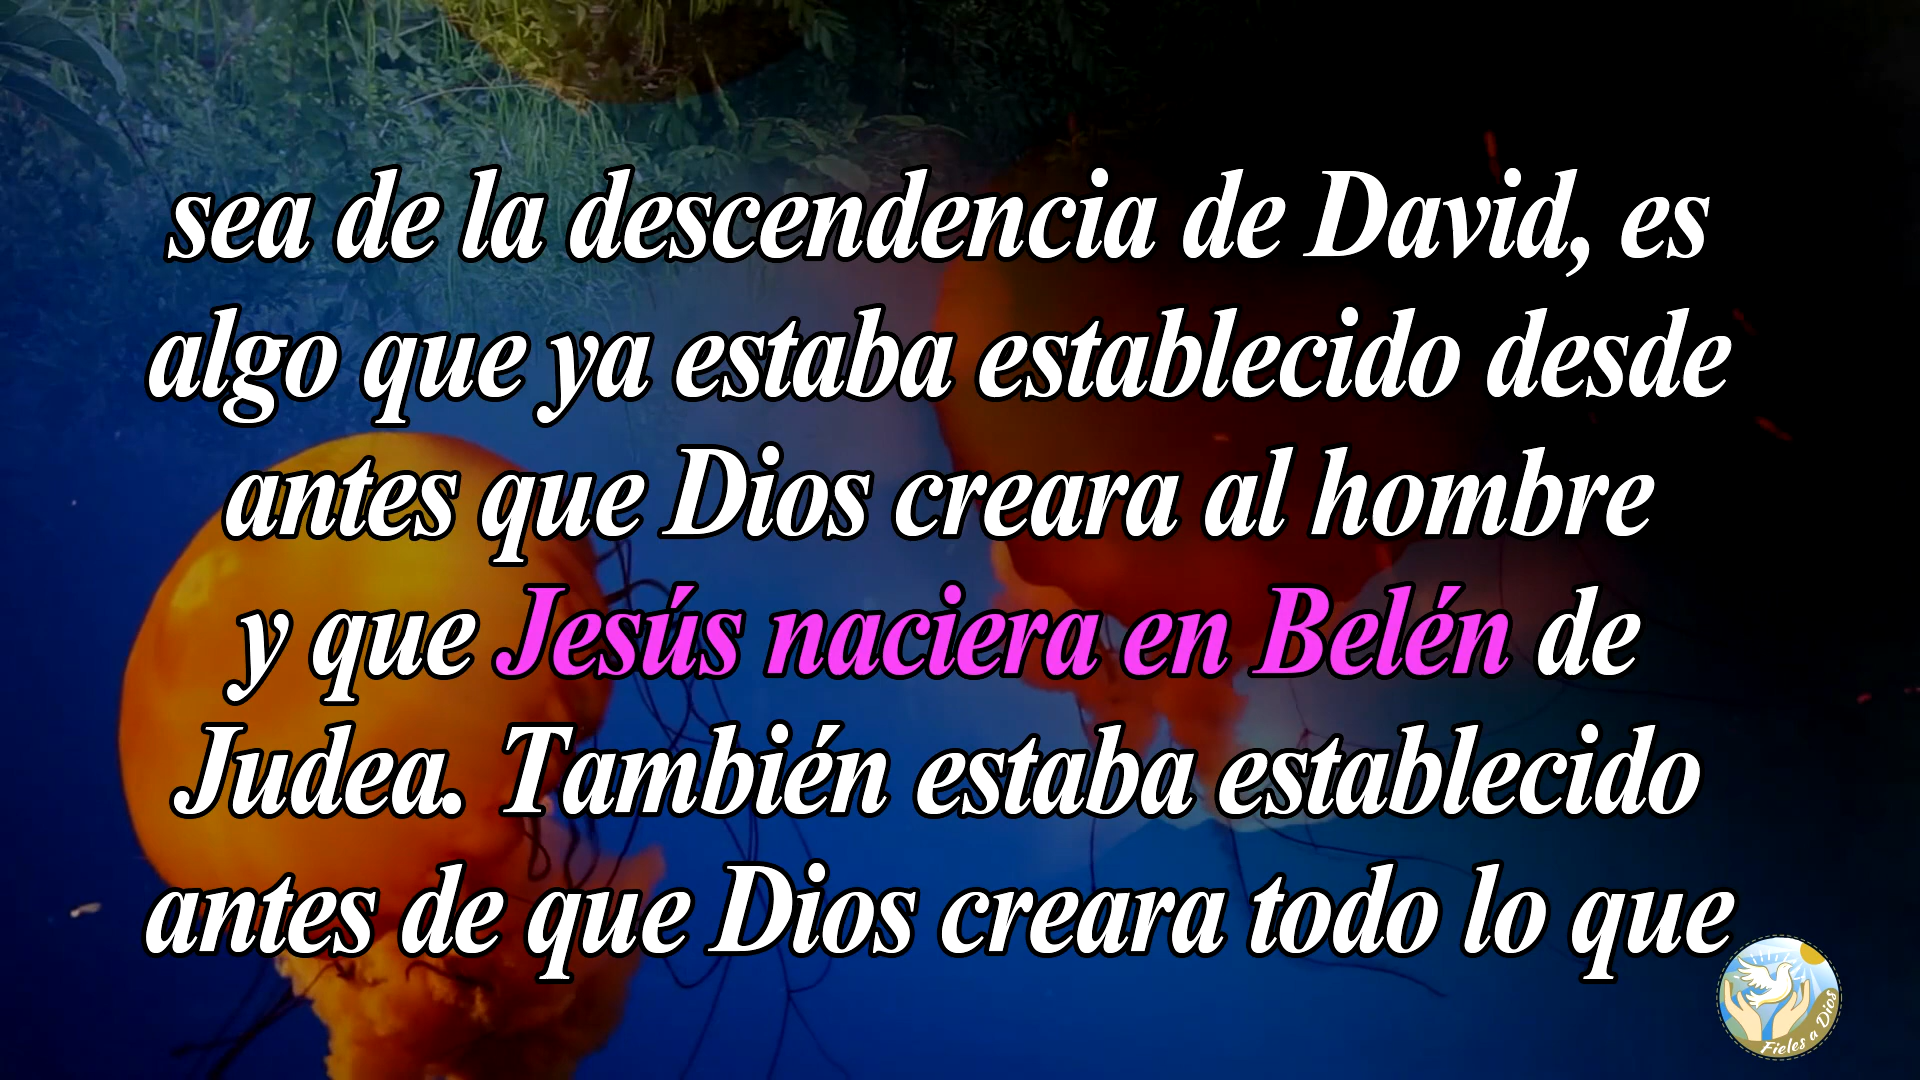 sea de la descendencia de David, es
algo que ya estaba establecido desde
antes que Dios creara al hombre
y que Jesús naciera en Belén de
Judea. También estaba establecido
antes de que Dios creara todo lo que
Fieles a Dios